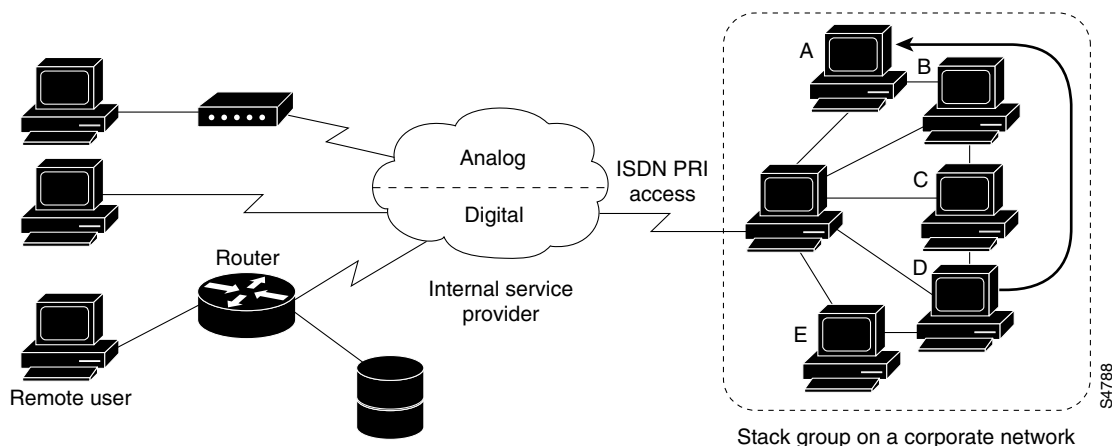 A
B
Analog
ISDN PRI
access
C
Digital
Router
D
Internal service
provider
E
Remote user
S4788
Stack group on a corporate network